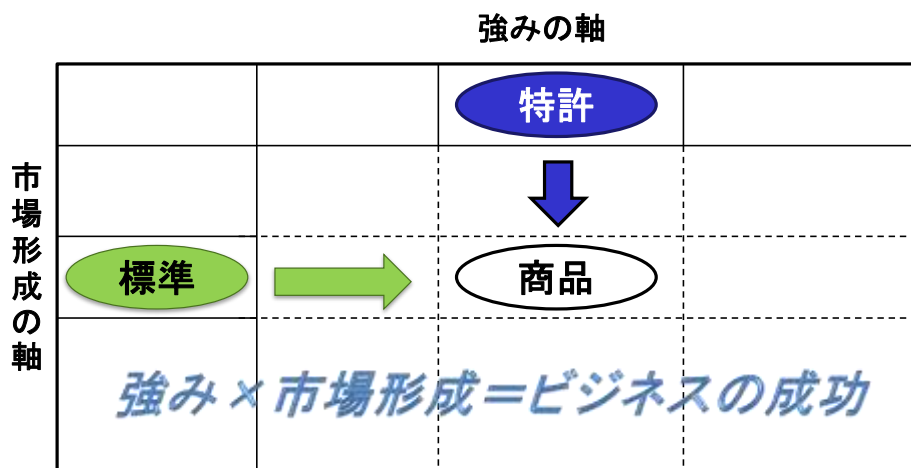 強みの軸
特許
市場形成の軸
標準
商品
強み×市場形成=ビジネスの成功